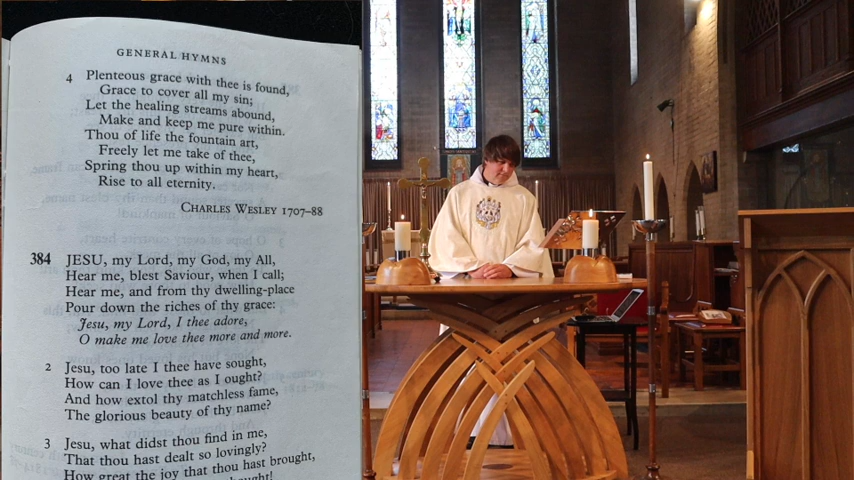 GENERAL HYMNS
4 Plenteous grace with thee is found,
Grace to cover all my sin;
Let the healing streams abound,
Make and keep me pure within.
Thou of life the fountain art,
Freely let me take of thee,
Spring thou up within my heart,
Rise to all eternity.
CHARLES WESLEY 1707–88
384 JESU, my Lord, my God, my All,
Hear me, blest Saviour, when I call;
Hear me, and from thy dwelling-place
Pour down the riches of thy grace:
Jesu, my Lord, I thee adore,
O make me love thee more and more.
2 Jesu, too late I thee have sought,
How can I love thee as I ought?
And how extol thy matchless fame,
The glorious beauty of thy name?
3 Jesu, what didst thou find in me,
That thou hast dealt so lovingly?
How great the joy that thou hast brought,